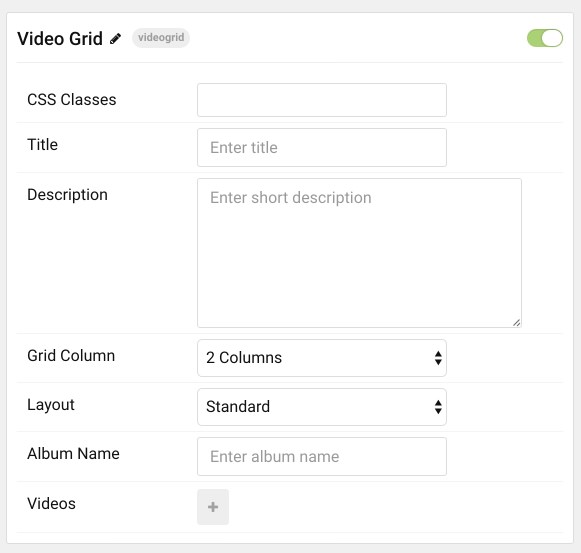 Video Grid videogrid
CSS Classes
Title Enter title
Description Enter short description
Grid Column 2 Columns
Layout Standard
Album Name Enter album name
Videos +